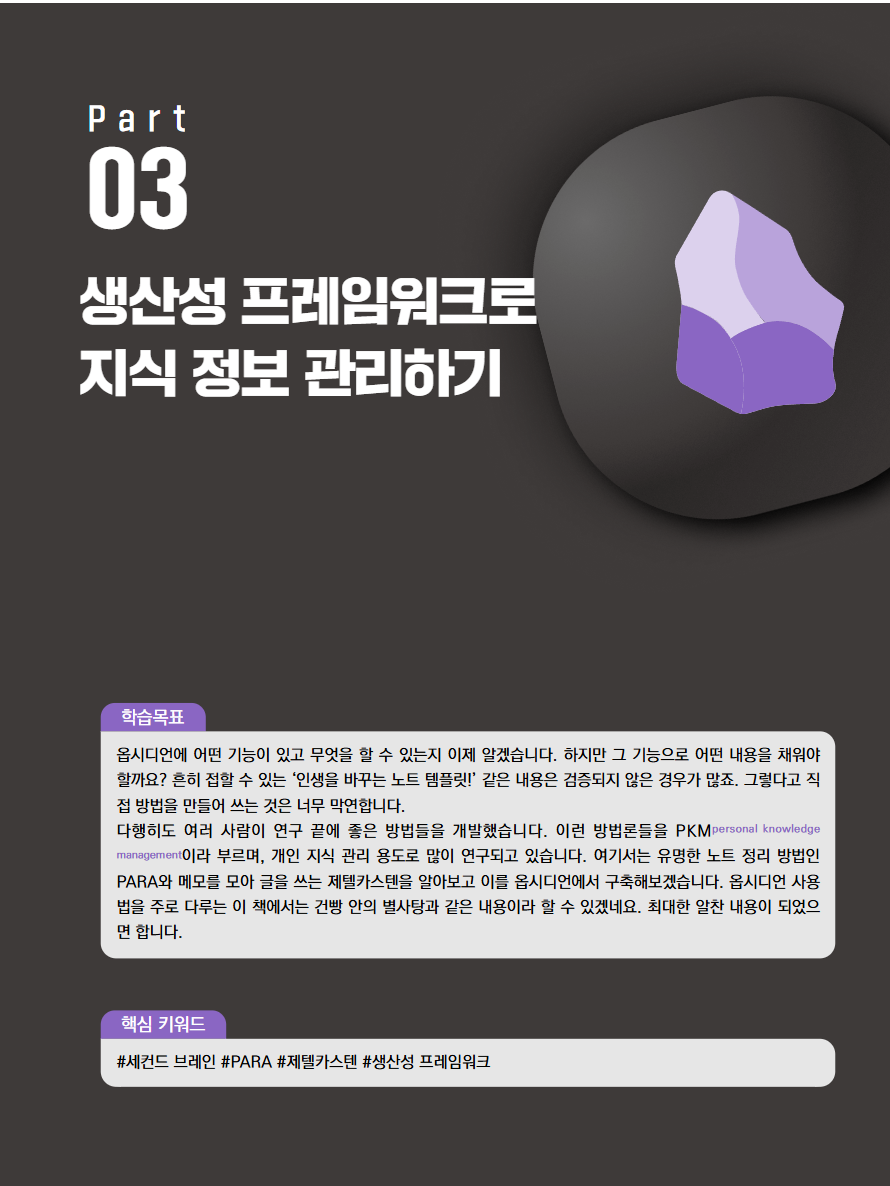 Part
03
생산성 프레임워크로
지식 정보 관리하기
학습목표
옵시디언에 어떤 기능이 있고 무엇을 할 수 있는지 이제 알겠습니다. 하지만 그 기능으로 어떤 내용을 채워야
할까요? 흔히 접할 수 있는 ‘인생을 바꾸는 노트 템플릿!’ 같은 내용은 검증되지 않은 경우가 많죠. 그렇다고 직
접 방법을 만들어 쓰는 것은 너무 막연합니다.
다행히도 여러 사람이 연구 끝에 좋은 방법들을 개발했습니다. 이런 방법론들을 PKMpersonal knowledge
management이라 부르며, 개인 지식 관리 용도로 많이 연구되고 있습니다. 여기서는 유명한 노트 정리 방법인
PARA와 메모를 모아 글을 쓰는 제텔카스텐을 알아보고 이를 옵시디언에서 구축해보겠습니다. 옵시디언 사용
법을 주로 다루는 이 책에서는 건빵 안의 별사탕과 같은 내용이라 할 수 있겠네요. 최대한 알찬 내용이 되었으
면 합니다.
핵심 키워드
#세컨드 브레인 #PARA #제텔카스텐 #생산성 프레임워크